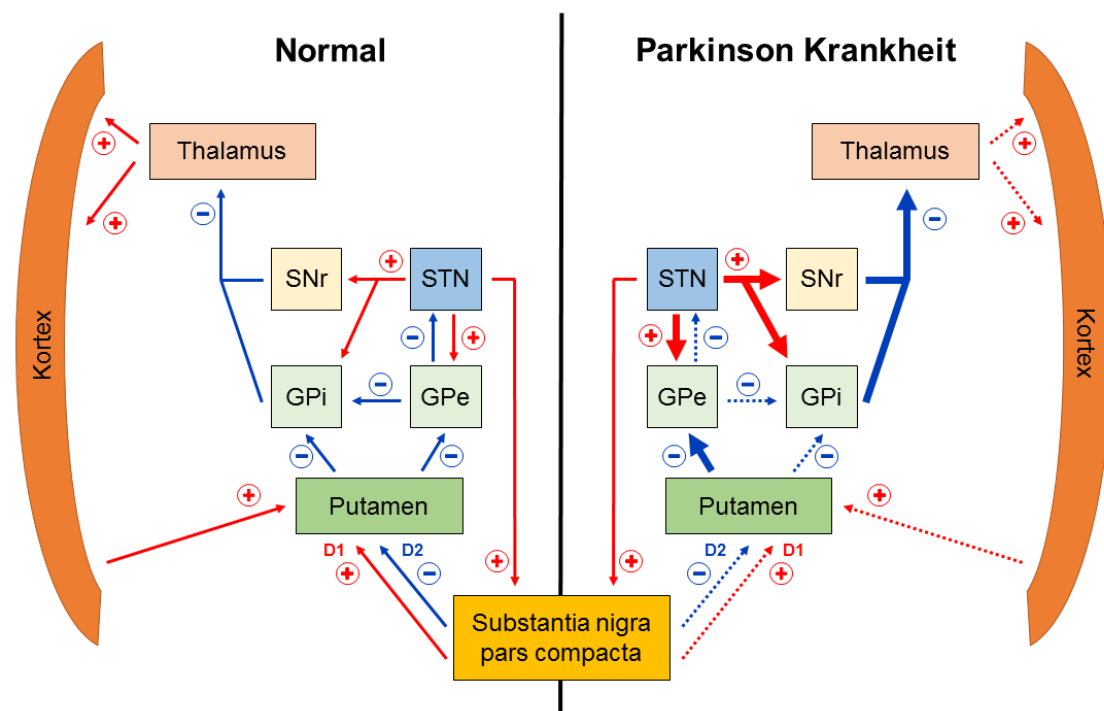 Normal
Parkinson Krankheit
Kortex
Thalamus
+
+
−
SNr
+
STN
−
+
GPi
−
GPe
−
−
Putamen
+
D1
D2
+
−
+
Thalamus
+
+
−
STN
+
SNr
+
−
GPe
−
GPi
−
−
Putamen
+
D2
D1
−
+
+
Kortex
Substantia nigra
pars compacta